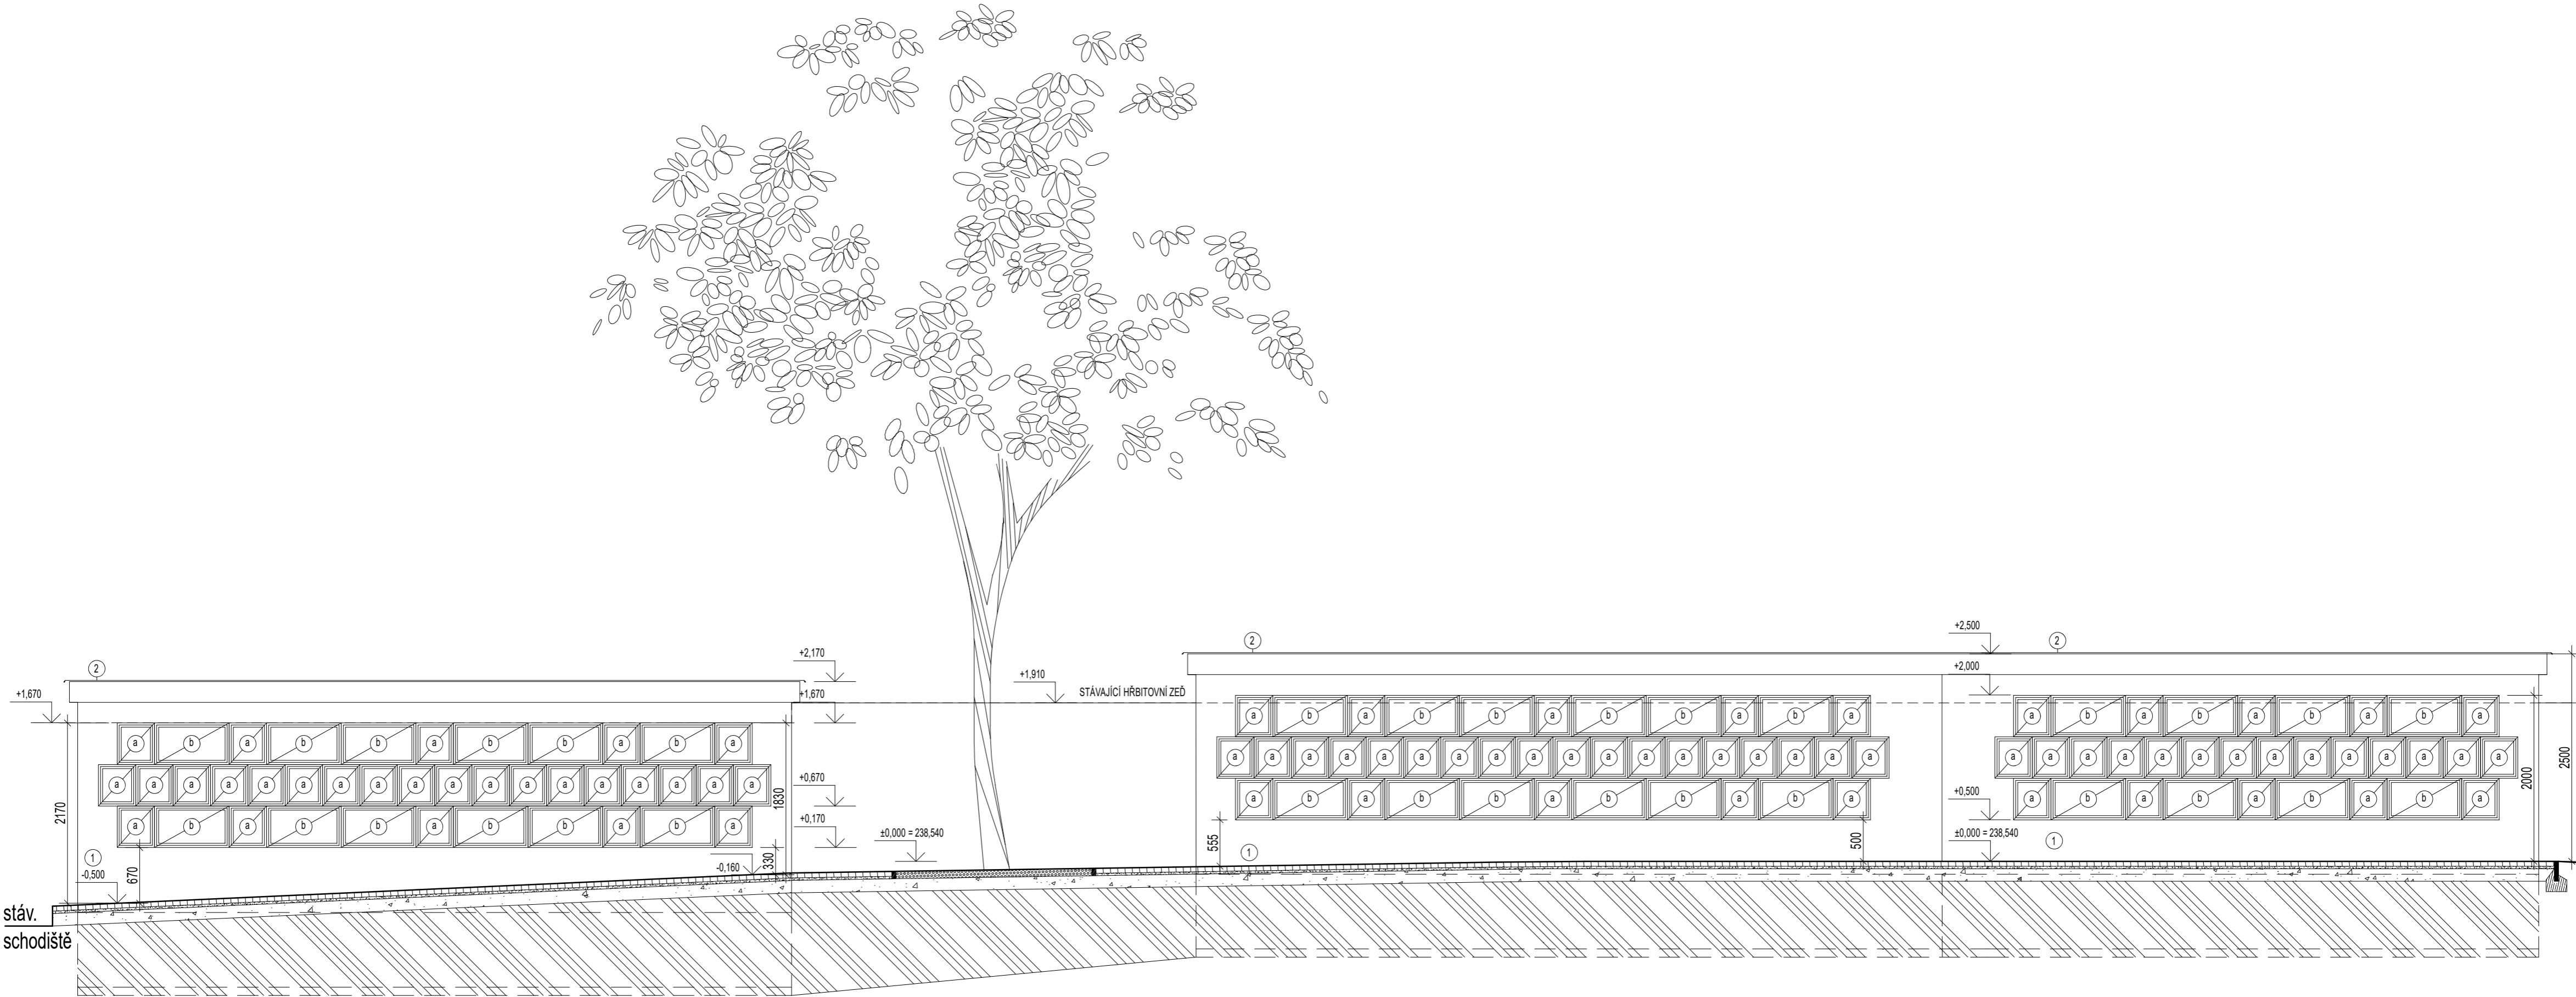 2 2
+2,500
+2,170
2
+2,000
+1,910
STÁVAJÍCÍ HŘBITOVNÍ ZEĎ
+1,670
+1,670
a b a b b a b b a b a
a b a b b a b b a b a
a b a b a b a b a
a a a a a a a a a a a a a a a a a a
a a a a a a a a a a a a a a a a a a
a a a a a a a a a a a a a a
a b a b b a b b a b a
a b a b b a b b a b a
a b a b a b a b a
2170
1830
+0,670
+0,170
+0,500
2000
2500
±0,000 = 238,540
±0,000 = 238,540
555
500
1
1
1
-0,500
670
-0,160
330
stáv.
schodiště